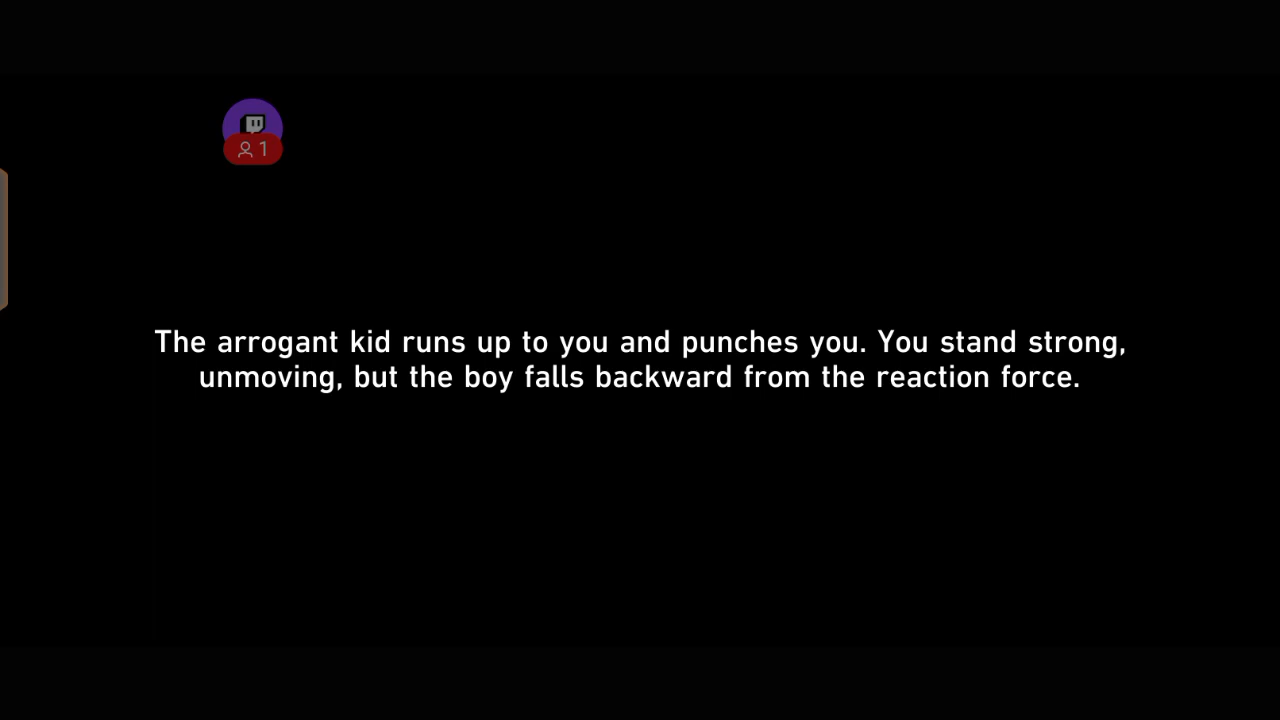 1
The arrogant kid runs up to you and punches you. You stand strong,
unmoving, but the boy falls backward from the reaction force.